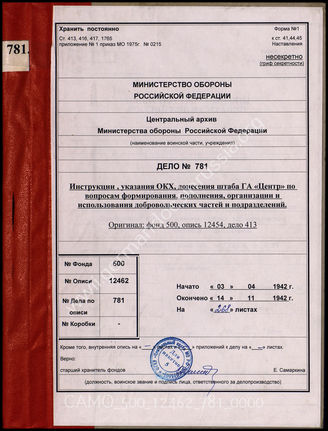 781.
Хранить постоянно
Ст. 413, 416, 417, 1765
приложение № 1 приказ МО 1975г. № 0215
Форма №1
к ст. 41,44,45
Наставления
несекретно
(гриф секретности)
МИНИСТЕРСТВО ОБОРОНЫ
РОССИЙСКОЙ ФЕДЕРАЦИИ
Центральный архив
Министерства обороны Российской Федерации
(наименование воинской части, учреждения)
ДЕЛО № 781
Инструкции , указания ОКХ, донесения штаба ГА «Центр» по
вопросам формирования, пополнения, организации и
использования добровольческих частей и подразделений.
Оригинал: фонд 500, опись 12454, дело 413
№ Фонда 500
№ Описи 12462
№ Дела по описи 781
№ Коробки -
Начато « 03 » 04 1942 г.
Окончено « 14 » 11 1942 г.
На « 208 » листах
Кроме того, внутренняя опись на « – » листах и приложений к делу на « – » листах.
Верно:
старший хранитель фондов Е. Самаркина
(должность, воинское звание и подпись лица, ответственного за делопроизводство)
CAMO_500_12462_781_0000